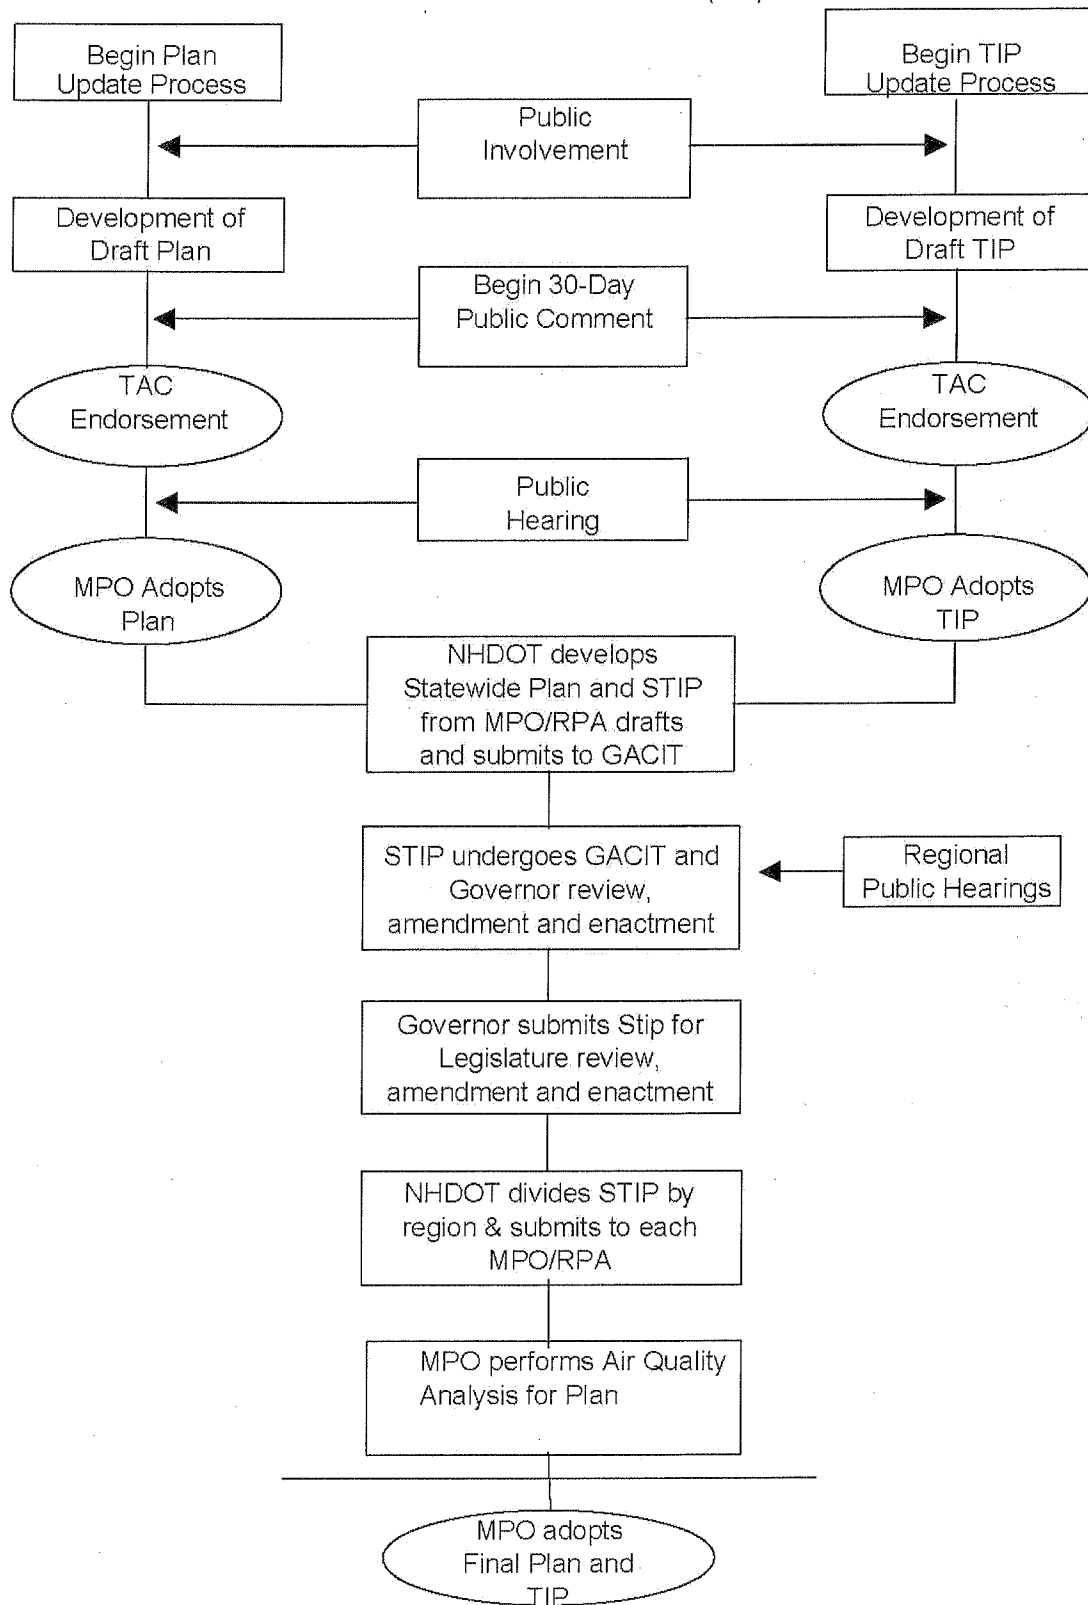 Begin Plan
Update Process
Begin TIP
Update Process
Public
Involvement
Development of
Draft Plan
Development of
Draft TIP
Begin 30-Day
Public Comment
TAC
Endorsement
TAC
Endorsement
Public
Hearing
MPO Adopts
Plan
MPO Adopts
TIP
NHDOT develops
Statewide Plan and STIP
from MPO/RPA drafts
and submits to GACIT
STIP undergoes GACIT and
Governor review,
amendment and enactment
Regional
Public Hearings
Governor submits Stip for
Legislature review,
amendment and enactment
NHDOT divides STIP by
region & submits to each
MPO/RPA
MPO performs Air Quality
Analysis for Plan
MPO adopts
Final Plan and
TIP